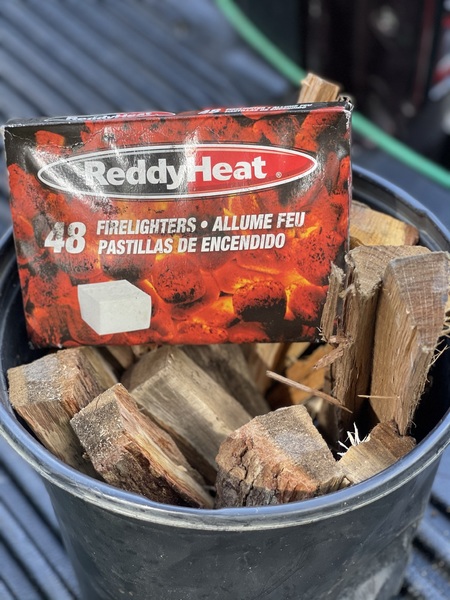 ReddyHeat®
48
FIRELIGHTERS • ALLUME FEU
PASTILLAS DE ENCENDIDO